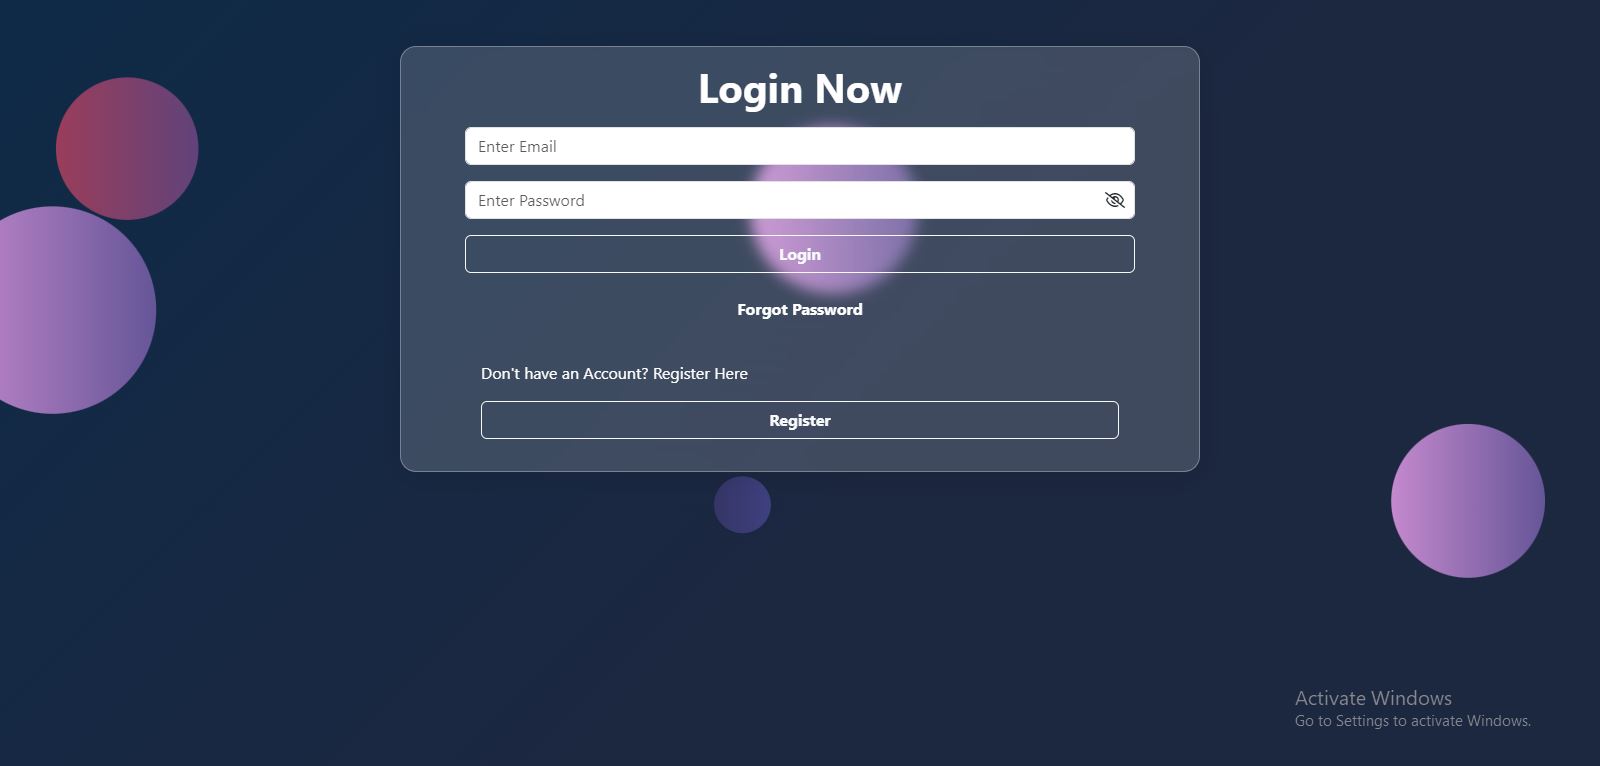 Login Now
Enter Email
Enter Password
Login
Forgot Password
Don't have an Account? Register Here
Register
Activate Windows
Go to Settings to activate Windows.